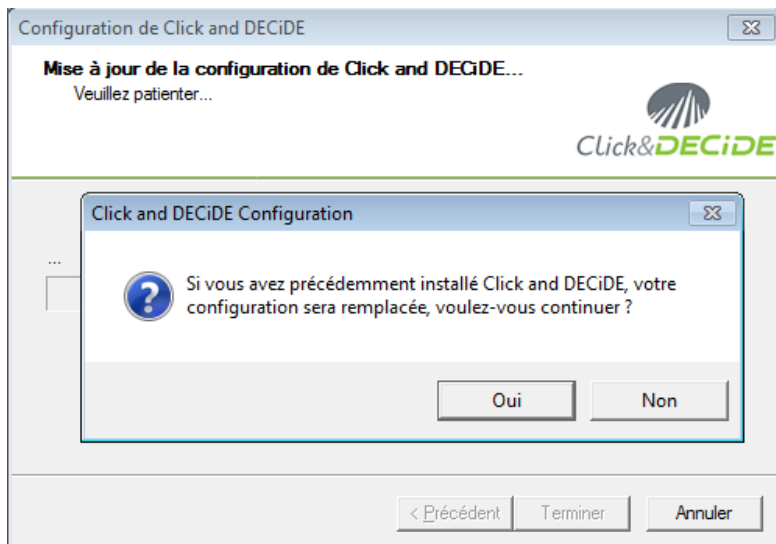 Configuration de Click and DECiDE
Mise à jour de la configuration de Click and DECiDE...
Veuillez patienter...
Click&DECiDE
Click and DECiDE Configuration
...
Si vous avez précédemment installé Click and DECiDE, votre
configuration sera remplacée, voulez-vous continuer ?
Oui
Non
< Précédent
Terminer
Annuler